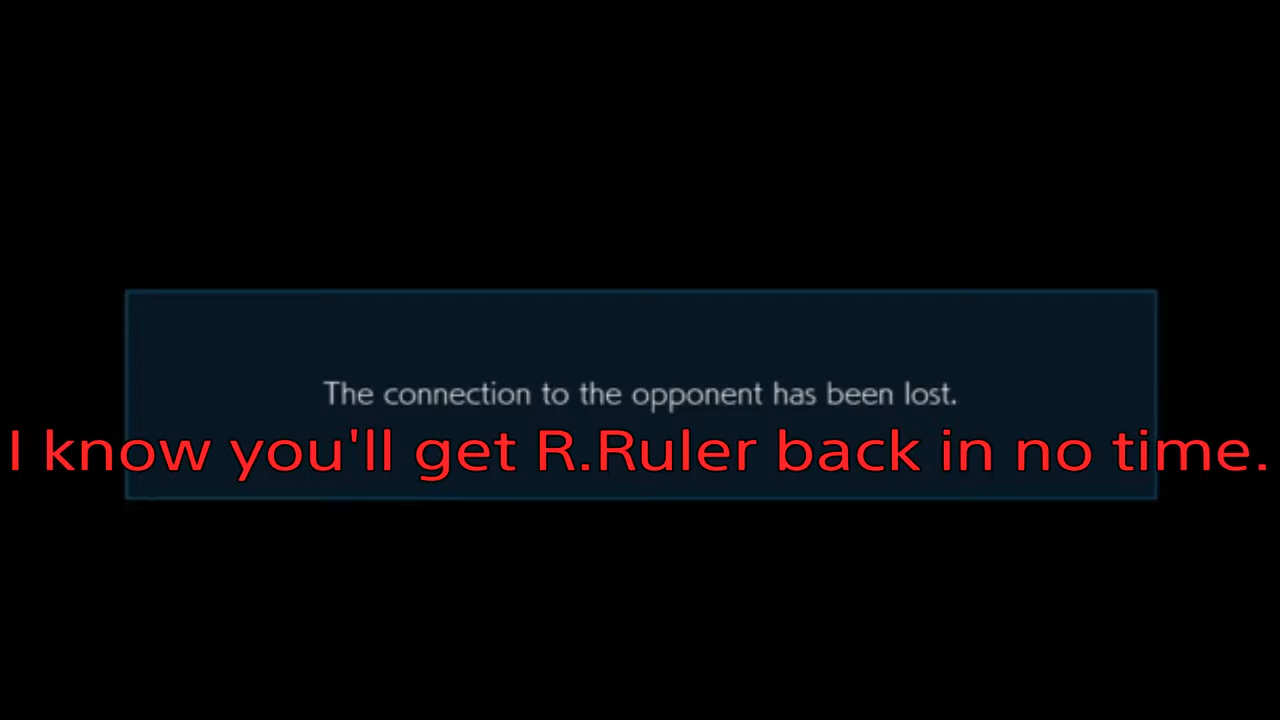 The connection to the opponent has been lost.
I know you'll get R.Ruler back in no time.